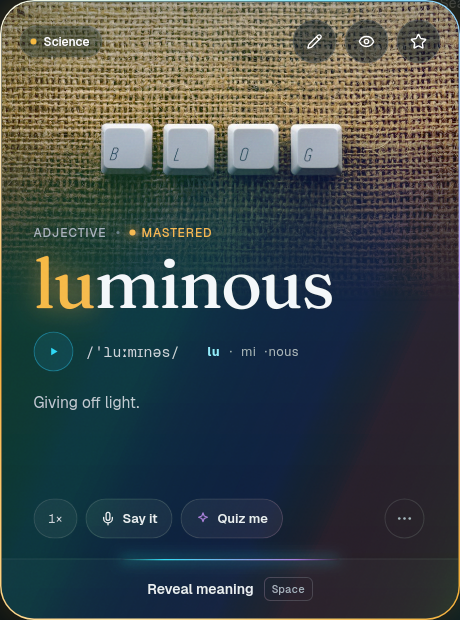 Science
B L O G
ADJECTIVE • MASTERED
luminous
/ˈluːmɪnəs/ lu · mi ·nous
Giving off light.
1× Say it Quiz me
Reveal meaning Space